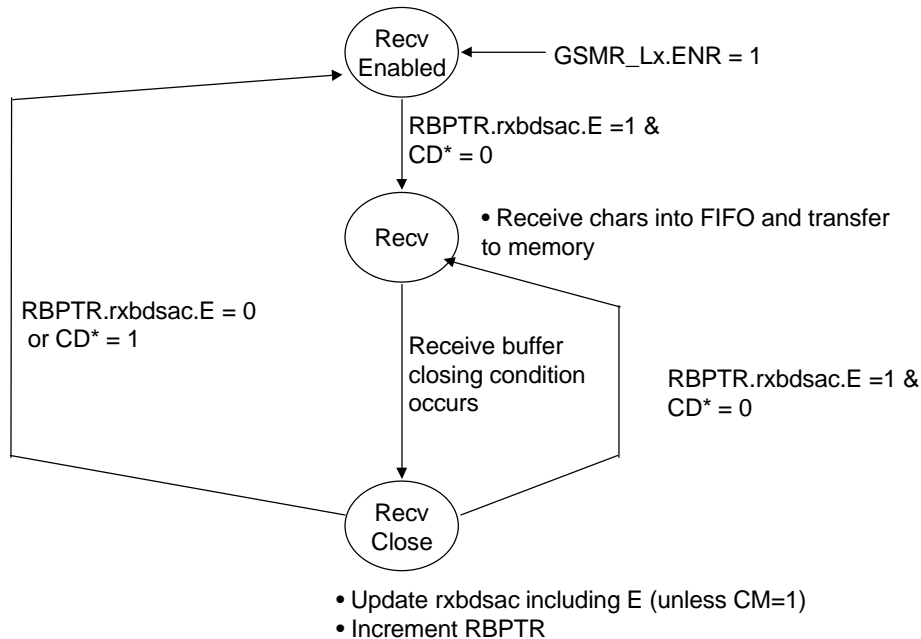 Recv
Enabled
GSMR_Lx.ENR = 1
RBPTR.rxbdsac.E =1 &
CD* = 0
Recv
• Receive chars into FIFO and transfer
to memory
RBPTR.rxbdsac.E = 0
or CD* = 1
Receive buffer
closing condition
occurs
RBPTR.rxbdsac.E =1 &
CD* = 0
Recv
Close
• Update rxbdsac including E (unless CM=1)
• Increment RBPTR